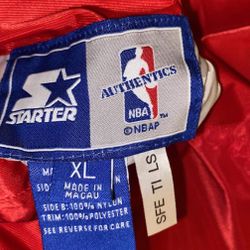 STARTER
AUTHENTICS
NBA
© NBAP
XL
MADE IN
MACAU
SIDE B: 100% NYLON
TRIM: 100% POLYESTER
SEE REVERSE FOR CARE
SFE TI LS